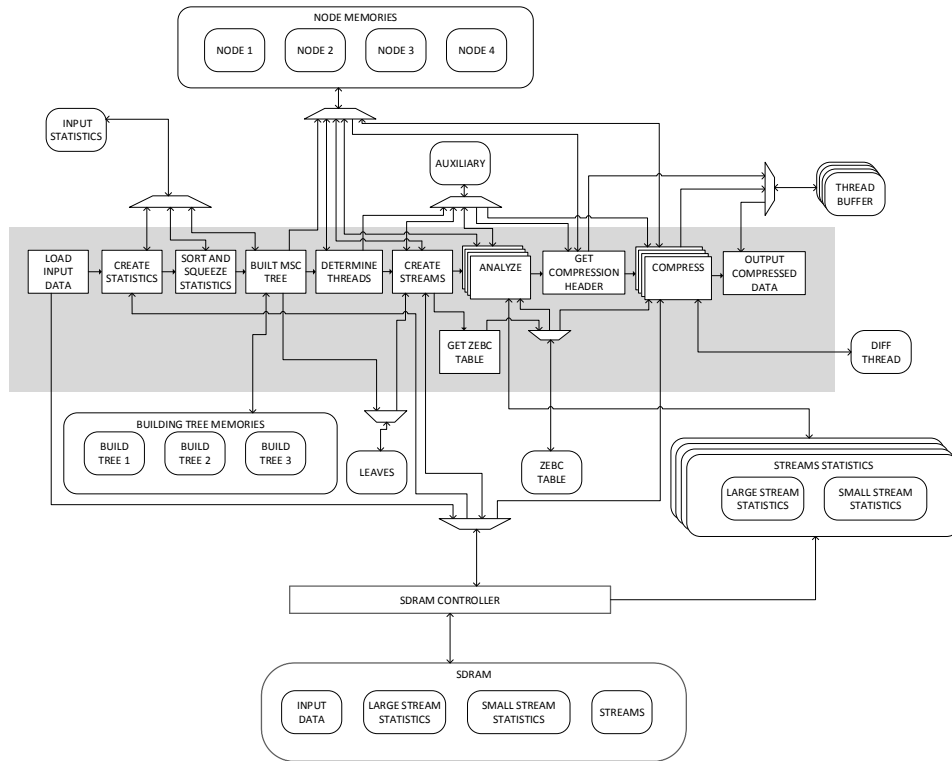 NODE MEMORIES
NODE 1
NODE 2
NODE 3
NODE 4
INPUT
STATISTICS
AUXILIARY
THREAD
BUFFER
LOAD
INPUT
DATA
CREATE
STATISTICS
SORT AND
SQUEEZE
STATISTICS
BUILT MSC
TREE
DETERMINE
THREADS
CREATE
STREAMS
ANALYZE
GET
COMPRESSION
HEADER
COMPRESS
OUTPUT
COMPRESSED
DATA
GET ZEBC
TABLE
DIFF
THREAD
BUILDING TREE MEMORIES
BUILD
TREE 1
BUILD
TREE 2
BUILD
TREE 3
LEAVES
ZEBC
TABLE
STREAMS STATISTICS
LARGE STREAM
STATISTICS
SMALL STREAM
STATISTICS
SDRAM CONTROLLER
SDRAM
INPUT
DATA
LARGE STREAM
STATISTICS
SMALL STREAM
STATISTICS
STREAMS